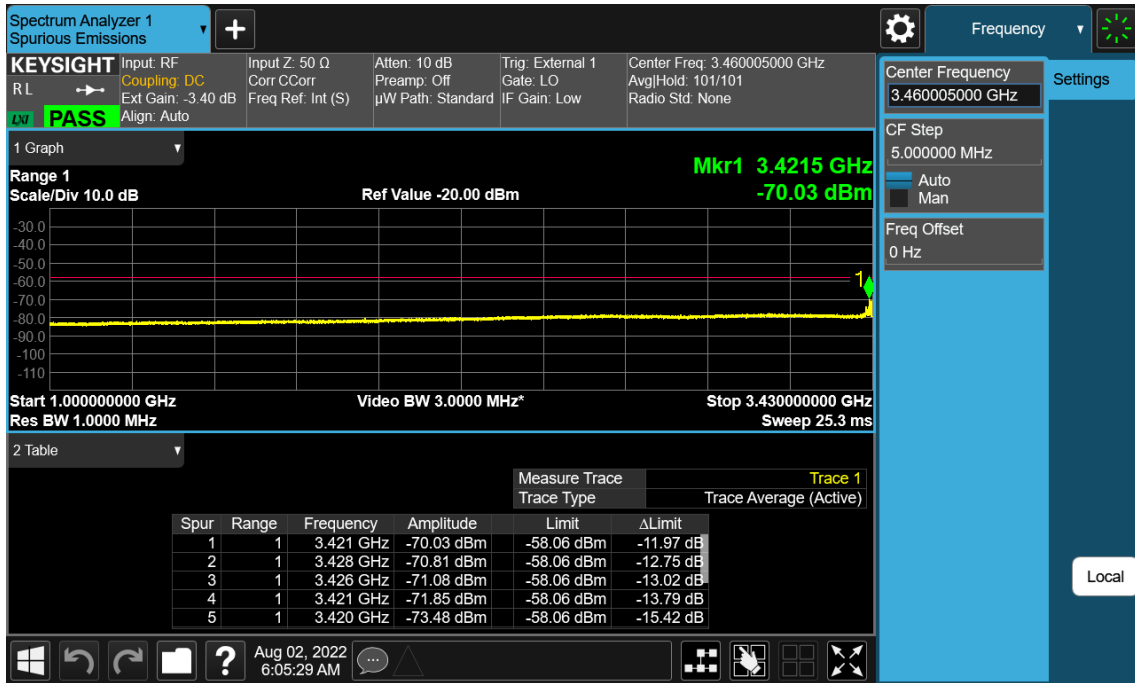 Spectrum Analyzer 1
Spurious Emissions
▼
+
Frequency
▼
KEYSIGHT
R L
LXI
PASS
Input: RF
Coupling: DC
Ext Gain: -3.40 dB
Align: Auto
Input Z: 50 Ω
Corr CCorr
Freq Ref: Int (S)
Atten: 10 dB
Preamp: Off
µW Path: Standard
Trig: External 1
Gate: LO
IF Gain: Low
Center Freq: 3.460005000 GHz
Avg|Hold: 101/101
Radio Std: None
Center Frequency
3.460005000 GHz
Settings
CF Step
5.000000 MHz
Auto
Man
Freq Offset
0 Hz
Local
1 Graph ▼
Range 1
Scale/Div 10.0 dB
Ref Value -20.00 dBm
Mkr1 3.4215 GHz
-70.03 dBm
-30.0
-40.0
-50.0
-60.0
-70.0
-80.0
-90.0
-100
-110
1
Start 1.000000000 GHz
Video BW 3.0000 MHz*
Stop 3.430000000 GHz
Res BW 1.0000 MHz
Sweep 25.3 ms
2 Table ▼
Measure Trace Trace 1
Trace Type Trace Average (Active)
Spur Range Frequency Amplitude Limit ΔLimit
1 1 3.421 GHz -70.03 dBm -58.06 dBm -11.97 dB
2 1 3.428 GHz -70.81 dBm -58.06 dBm -12.75 dB
3 1 3.426 GHz -71.08 dBm -58.06 dBm -13.02 dB
4 1 3.421 GHz -71.85 dBm -58.06 dBm -13.79 dB
5 1 3.420 GHz -73.48 dBm -58.06 dBm -15.42 dB
?
Aug 02, 2022
6:05:29 AM